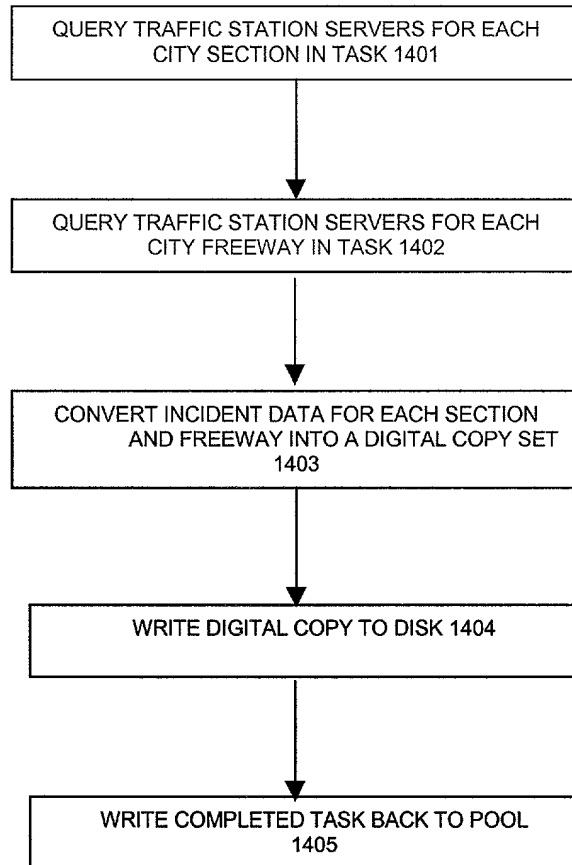 QUERY TRAFFIC STATION SERVERS FOR EACH
CITY SECTION IN TASK 1401
QUERY TRAFFIC STATION SERVERS FOR EACH
CITY FREEWAY IN TASK 1402
CONVERT INCIDENT DATA FOR EACH SECTION
AND FREEWAY INTO A DIGITAL COPY SET
1403
WRITE DIGITAL COPY TO DISK 1404
WRITE COMPLETED TASK BACK TO POOL
1405